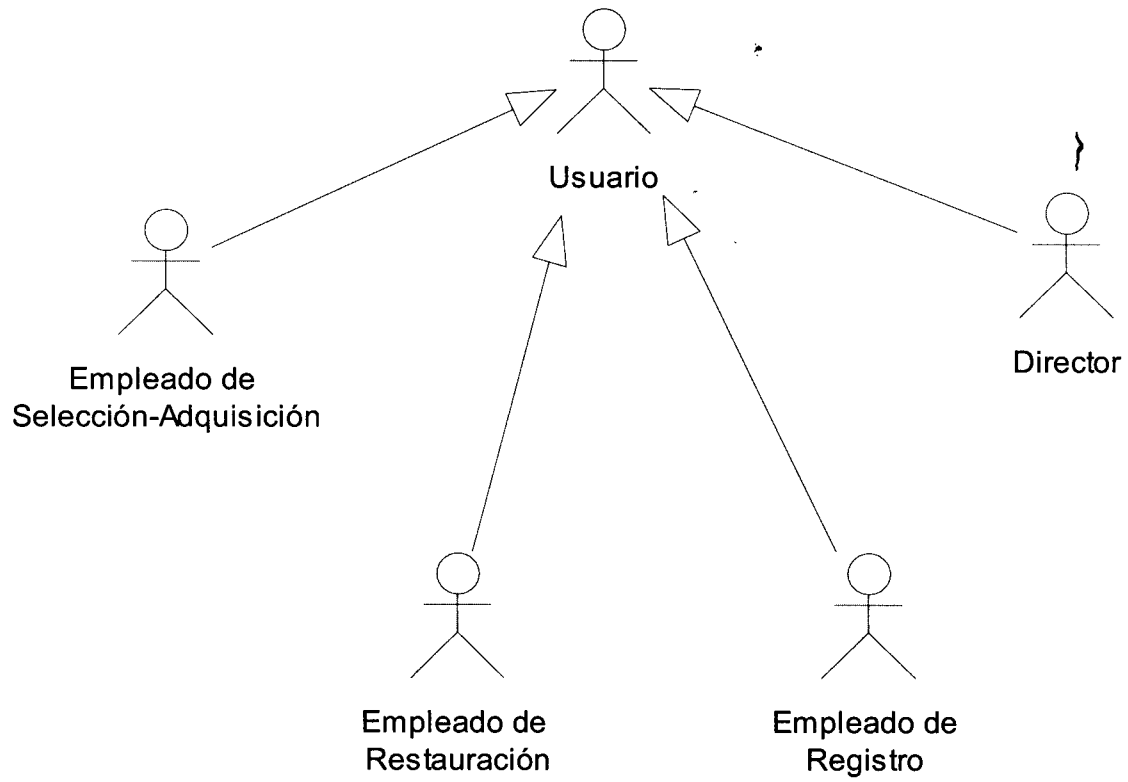 Usuario
Director
Empleado de
Selección-Adquisición
Empleado de
Restauración
Empleado de
Registro